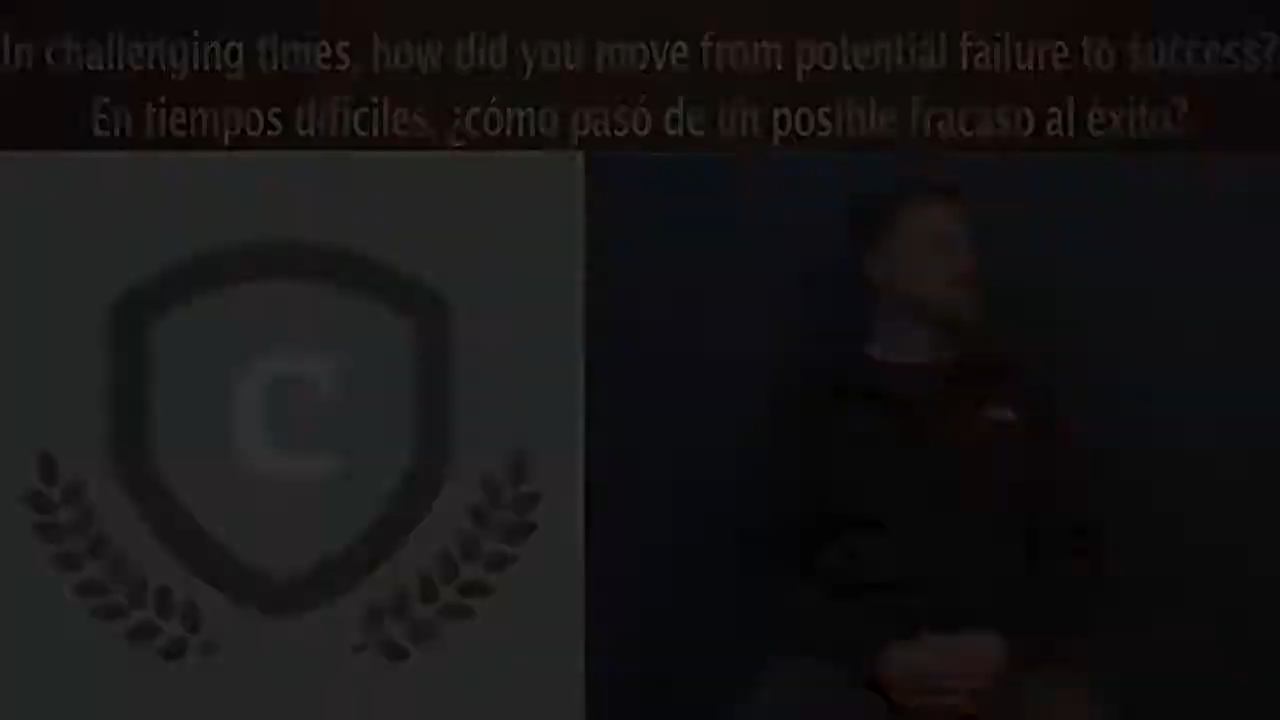 In challenging times, how did you move from potential failure to success?
En tiempos difíciles, ¿cómo pasó de un posible fracaso al éxito?
C